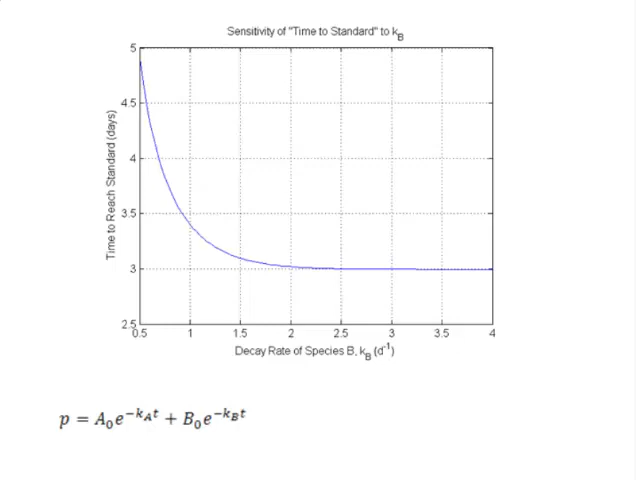 Sensitivity of "Time to Standard" to k_B
Time to Reach Standard (days)
5
4.5
4
3.5
3
2.5
0.5 1 1.5 2 2.5 3 3.5 4
Decay Rate of Species B, k_B (d^-1)
p = A₀e^{-k_A t} + B₀e^{-k_B t}